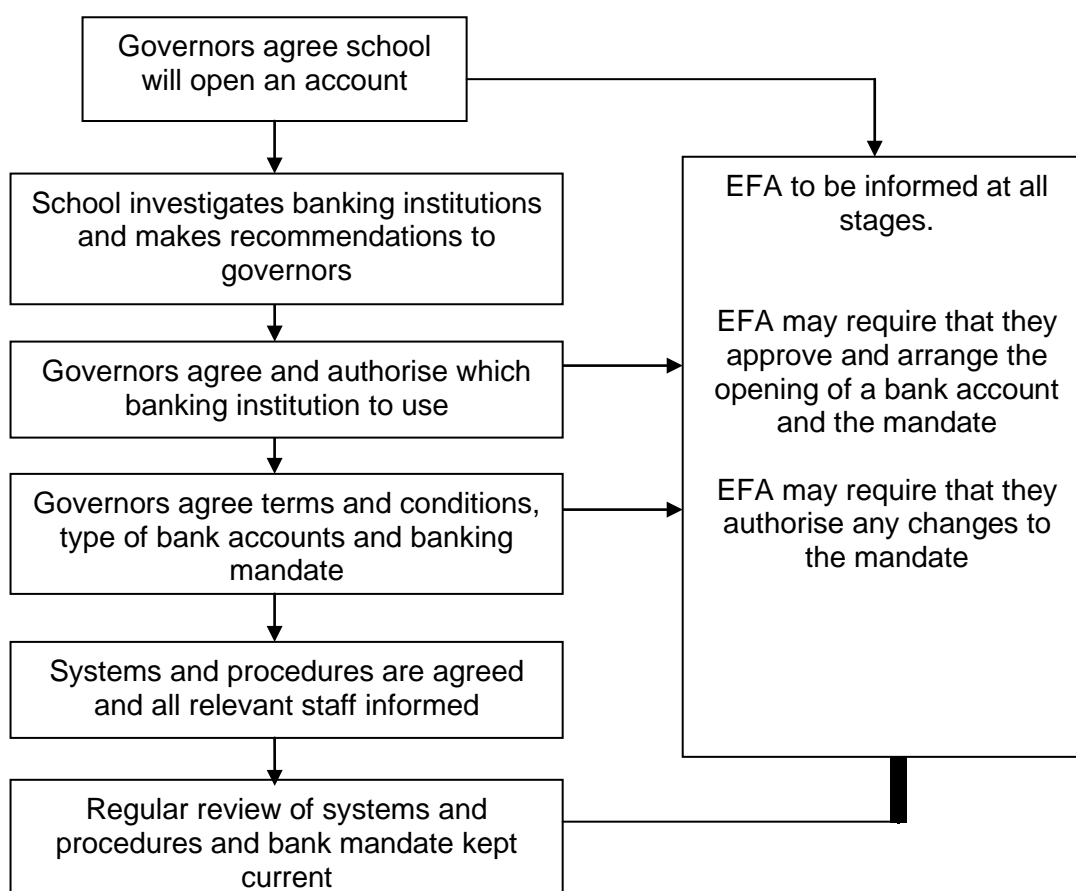 Governors agree school
will open an account
School investigates banking institutions
and makes recommendations to
governors
Governors agree and authorise which
banking institution to use
Governors agree terms and conditions,
type of bank accounts and banking
mandate
Systems and procedures are agreed
and all relevant staff informed
Regular review of systems and
procedures and bank mandate kept
current
EFA to be informed at all
stages.
EFA may require that they
approve and arrange the
opening of a bank account
and the mandate
EFA may require that they
authorise any changes to
the mandate